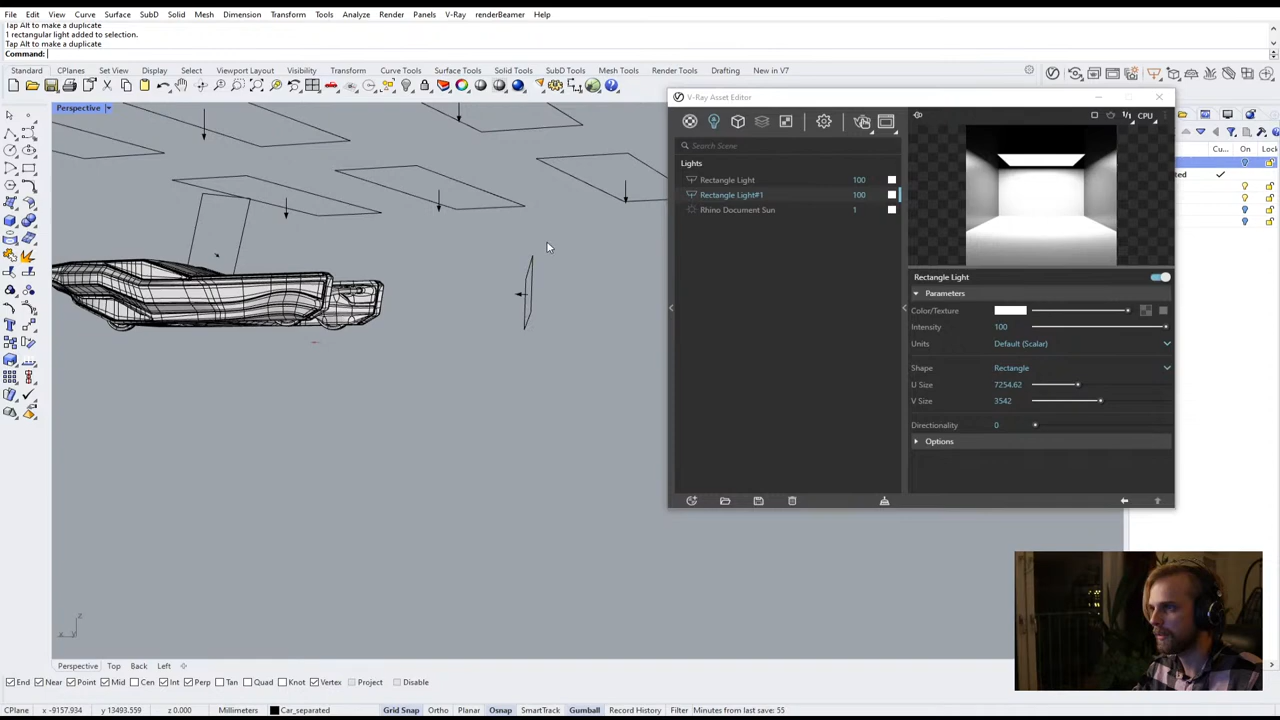 File Edit View Curve Surface SubD Solid Mesh Dimension Transform Tools Analyze Render Panels V-Ray renderBeamer Help
Tap Alt to make a duplicate
1 rectangular light added to selection.
Tap Alt to make a duplicate
Command:
Standard CPlanes Set View Display Select Viewport Layout Visibility Transform Curve Tools Surface Tools Solid Tools SubD Tools Mesh Tools Render Tools Drafting New in V7
Perspective
V-Ray Asset Editor
1/1 CPU
Search Scene
Lights
Rectangle Light 100
Rectangle Light#1 100
Rhino Document Sun 1
Rectangle Light
Parameters
Color/Texture
Intensity 100
Units Default (Scalar)
Shape Rectangle
U Size 7254.62
V Size 3542
Directionality 0
Options
Cu... On Lock
z
x y
Perspective Top Back Left
End Near Point Mid Cen Int Perp Tan Quad Knot Vertex Project Disable
CPlane x -9157.934 y 13493.559 z 0.000 Millimeters Car_separated Grid Snap Ortho Planar Osnap SmartTrack Gumball Record History Filter Minutes from last save: 55